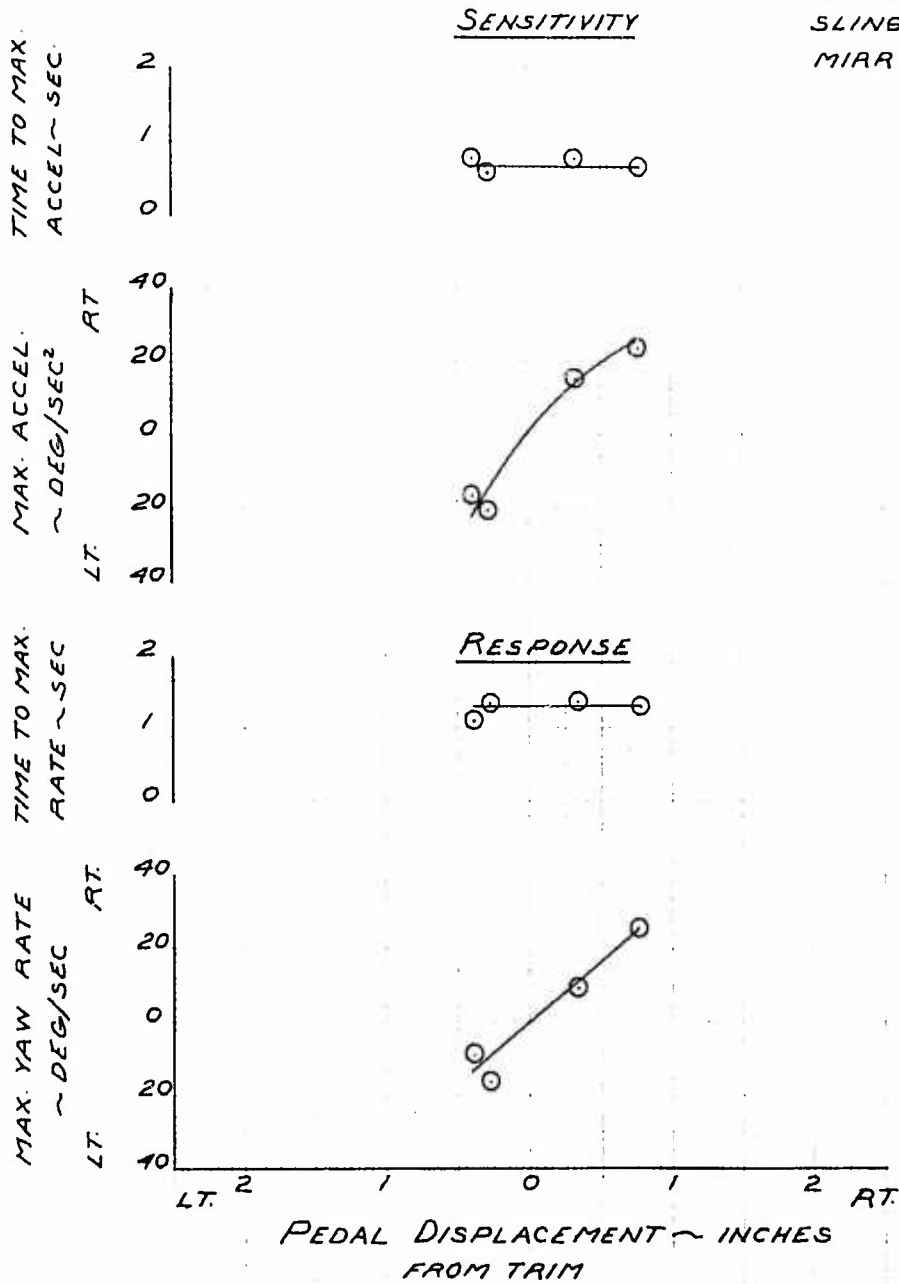 SENSITIVITY
SLING
MIRR
TIME TO MAX.
ACCEL ~ SEC
2
1
0
MAX. ACCEL.
~ DEG/SEC²
RT
LT.
40
20
0
20
40
RESPONSE
TIME TO MAX.
RATE ~ SEC
2
1
0
MAX. YAW RATE
~ DEG/SEC
RT.
LT.
40
20
0
20
40
LT. 2 1 0 1 2 RT.
PEDAL DISPLACEMENT ~ INCHES
FROM TRIM